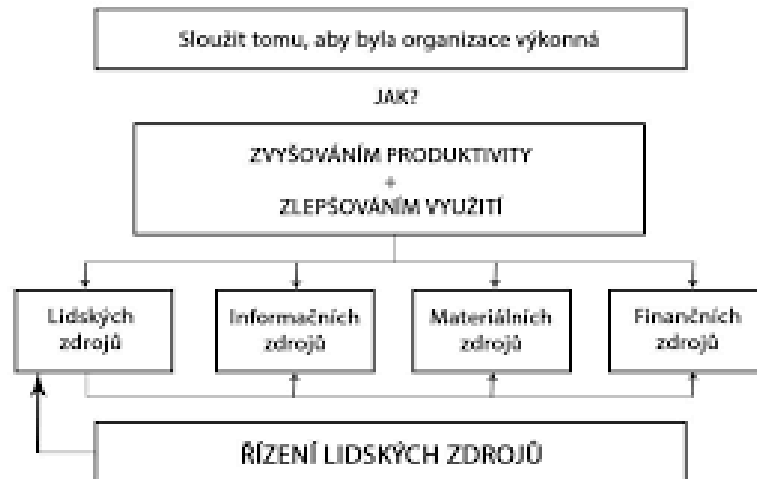 Sloužit tomu, aby byla organizace výkonná
JAK?
ZVYŠOVÁNÍM PRODUKTIVITY
+
ZLEPŠOVÁNÍM VYUŽITÍ
Lidských
zdrojů
Informačních
zdrojů
Materiálních
zdrojů
Finančních
zdrojů
ŘÍZENÍ LIDSKÝCH ZDROJŮ